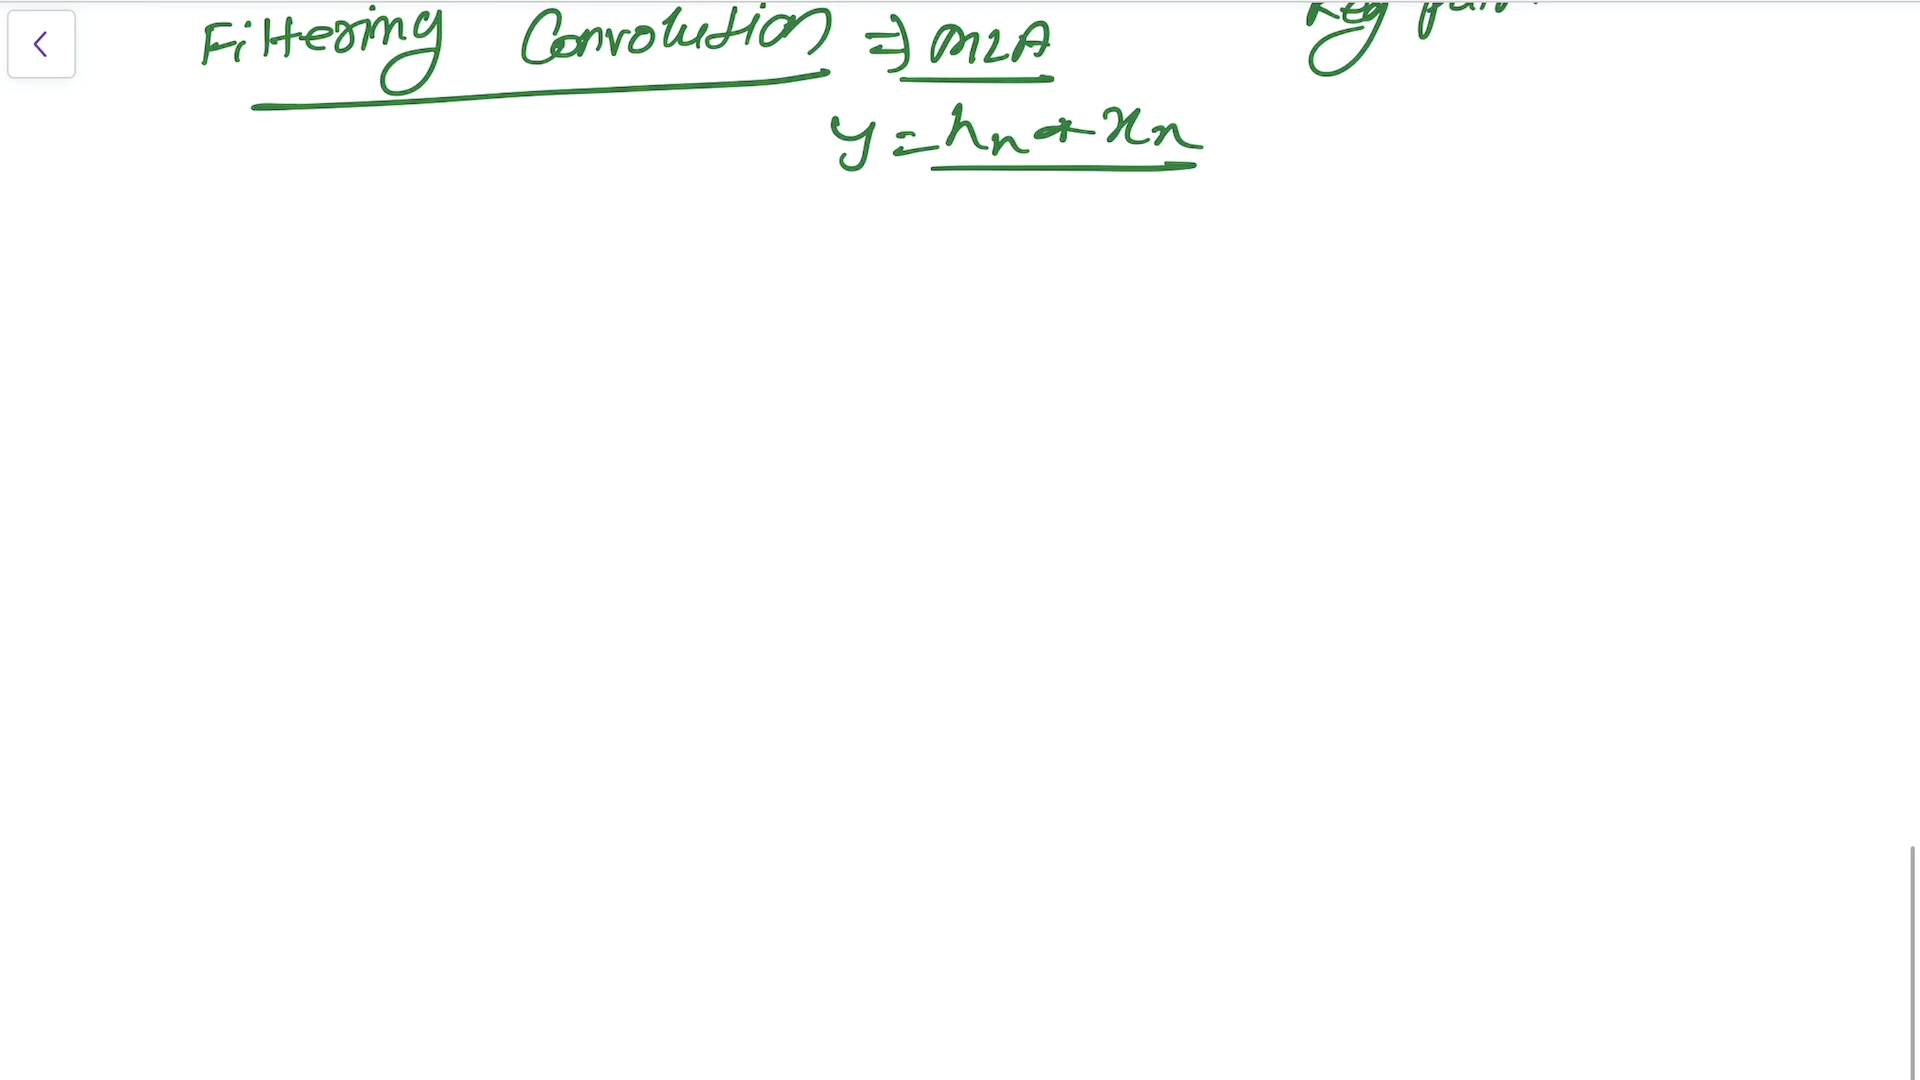 Filtering Convolution ⇒ MLA
y = hn * xn